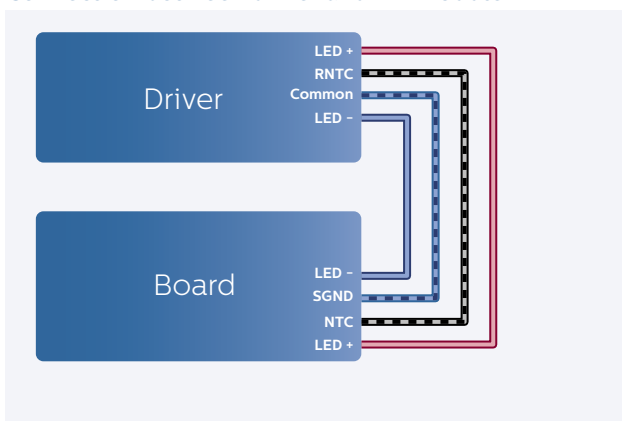 LED +
RNTC
Driver
Common
LED –
LED –
Board
SGND
NTC
LED +